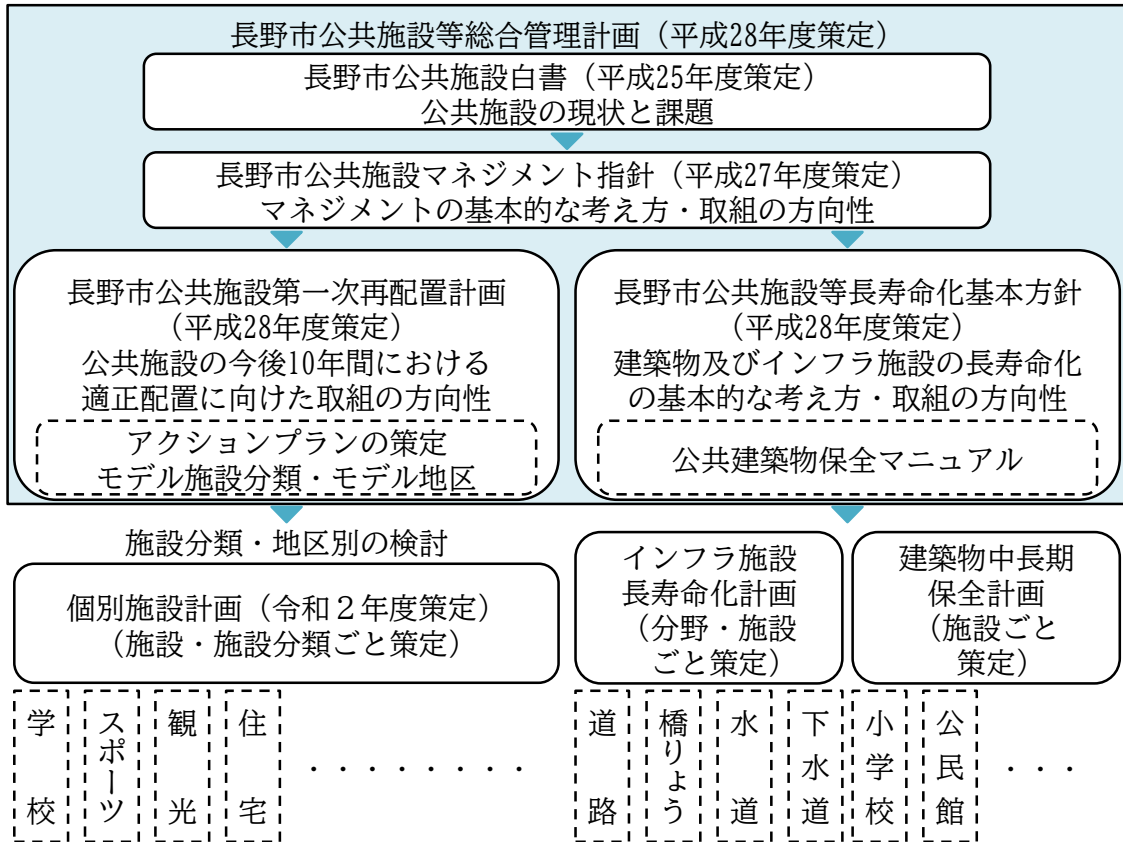 長野市公共施設等総合管理計画（平成28年度策定）
長野市公共施設白書（平成25年度策定）
公共施設の現状と課題
長野市公共施設マネジメント指針（平成27年度策定）
マネジメントの基本的な考え方・取組の方向性
長野市公共施設第一次再配置計画
（平成28年度策定）
公共施設の今後10年間における
適正配置に向けた取組の方向性
アクションプランの策定
モデル施設分類・モデル地区
長野市公共施設等長寿命化基本方針
（平成28年度策定）
建築物及びインフラ施設の長寿命化
の基本的な考え方・取組の方向性
公共建築物保全マニュアル
施設分類・地区別の検討
個別施設計画（令和２年度策定）
（施設・施設分類ごと策定）
インフラ施設
長寿命化計画
（分野・施設
ごと策定）
建築物中長期
保全計画
（施設ごと
策定）
学校
スポーツ
観光
住宅
・・・・・・・・
道路
橋りょう
水道
下水道
小学校
公民館
・・・